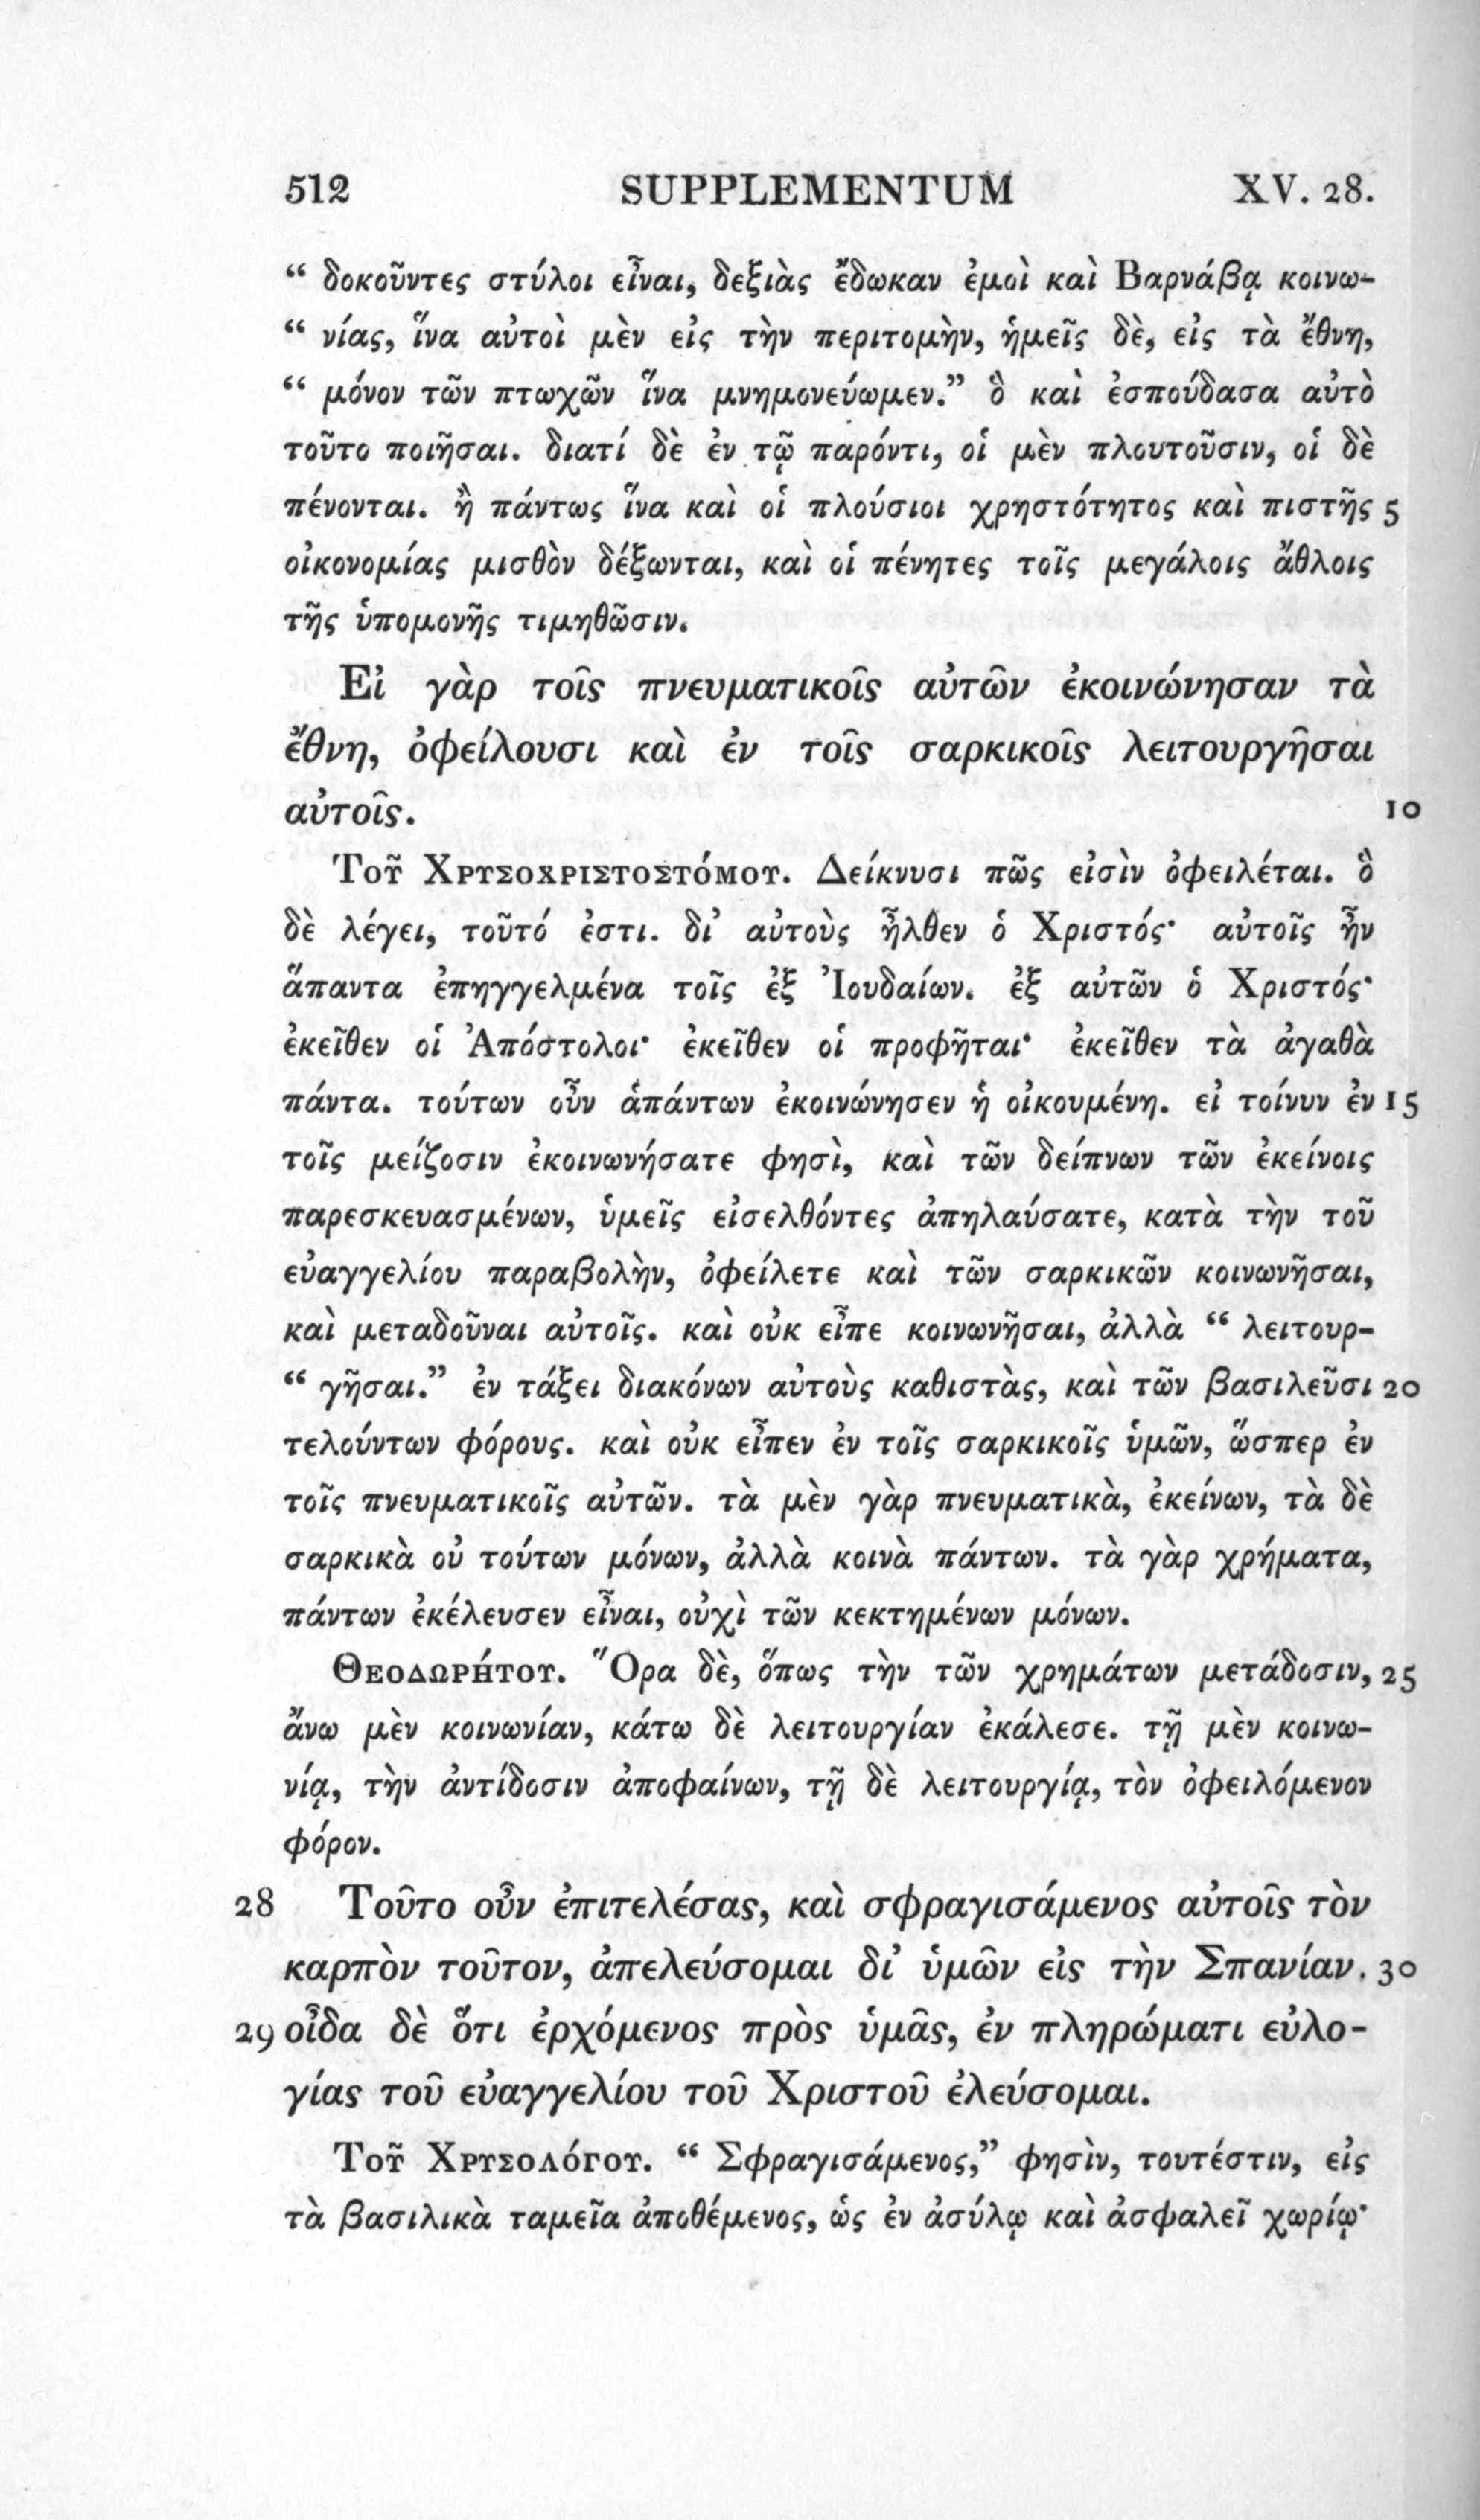 512 SUPPLEMENTUM XV. 28.
“ δοκοῦντες στύλοι εἶναι, δεξιὰς ἔδωκαν ἐμοὶ καὶ Βαρνάβᾳ κοινω-
“ νίας, ἵνα αὐτοὶ μὲν εἰς τὴν περιτομὴν, ἡμεῖς δὲ, εἰς τὰ ἔθνη,
“ μόνον τῶν πτωχῶν ἵνα μνημονεύωμεν.” ὃ καὶ ἐσπούδασα αὐτὸ
τοῦτο ποιῆσαι. διατί δὲ ἐν τῷ παρόντι, οἱ μὲν πλουτοῦσιν, οἱ δὲ
πένονται. ἢ πάντως ἵνα καὶ οἱ πλούσιοι χρηστότητος καὶ πιστῆς 5
οἰκονομίας μισθὸν δέξωνται, καὶ οἱ πένητες τοῖς μεγάλοις ἄθλοις
τῆς ὑπομονῆς τιμηθῶσιν.
Εἰ γὰρ τοῖς πνευματικοῖς αὐτῶν ἐκοινώνησαν τὰ
ἔθνη, ὀφείλουσι καὶ ἐν τοῖς σαρκικοῖς λειτουργῆσαι
αὐτοῖς. 10
Τοῦ Χρυσοχριστοστόμου. Δείκνυσι πῶς εἰσὶν ὀφειλέται. ὃ
δὲ λέγει, τοῦτό ἐστι. δι’ αὐτοὺς ἦλθεν ὁ Χριστός· αὐτοῖς ἦν
ἅπαντα ἐπηγγελμένα τοῖς ἐξ Ἰουδαίων. ἐξ αὐτῶν ὁ Χριστός·
ἐκεῖθεν οἱ Ἀπόστολοι· ἐκεῖθεν οἱ προφῆται· ἐκεῖθεν τὰ ἀγαθὰ
πάντα. τούτων οὖν ἁπάντων ἐκοινώνησεν ἡ οἰκουμένη. εἰ τοίνυν ἐν 15
τοῖς μείζοσιν ἐκοινωνήσατε φησὶ, καὶ τῶν δείπνων τῶν ἐκείνοις
παρεσκευασμένων, ὑμεῖς εἰσελθόντες ἀπηλαύσατε, κατὰ τὴν τοῦ
εὐαγγελίου παραβολὴν, ὀφείλετε καὶ τῶν σαρκικῶν κοινωνῆσαι,
καὶ μεταδοῦναι αὐτοῖς. καὶ οὐκ εἶπε κοινωνῆσαι, ἀλλὰ “ λειτουρ-
“ γῆσαι.” ἐν τάξει διακόνων αὐτοὺς καθιστὰς, καὶ τῶν βασιλεῦσι 20
τελούντων φόρους. καὶ οὐκ εἶπεν ἐν τοῖς σαρκικοῖς ὑμῶν, ὥσπερ ἐν
τοῖς πνευματικοῖς αὐτῶν. τὰ μὲν γὰρ πνευματικὰ, ἐκείνων, τὰ δὲ
σαρκικὰ οὐ τούτων μόνων, ἀλλὰ κοινὰ πάντων. τὰ γὰρ χρήματα,
πάντων ἐκέλευσεν εἶναι, οὐχὶ τῶν κεκτημένων μόνων.
Θεοδωρήτου. Ὅρα δὲ, ὅπως τὴν τῶν χρημάτων μετάδοσιν, 25
ἄνω μὲν κοινωνίαν, κάτω δὲ λειτουργίαν ἐκάλεσε. τῇ μὲν κοινω-
νίᾳ, τὴν ἀντίδοσιν ἀποφαίνων, τῇ δὲ λειτουργίᾳ, τὸν ὀφειλόμενον
φόρον.
28 Τοῦτο οὖν ἐπιτελέσας, καὶ σφραγισάμενος αὐτοῖς τὸν
καρπὸν τοῦτον, ἀπελεύσομαι δι’ ὑμῶν εἰς τὴν Σπανίαν. 30
29 οἶδα δὲ ὅτι ἐρχόμενος πρὸς ὑμᾶς, ἐν πληρώματι εὐλο-
γίας τοῦ εὐαγγελίου τοῦ Χριστοῦ ἐλεύσομαι.
Τοῦ Χρυσολόγου. “ Σφραγισάμενος,” φησὶν, τουτέστιν, εἰς
τὰ βασιλικὰ ταμεῖα ἀποθέμενος, ὡς ἐν ἀσύλῳ καὶ ἀσφαλεῖ χωρίῳ·